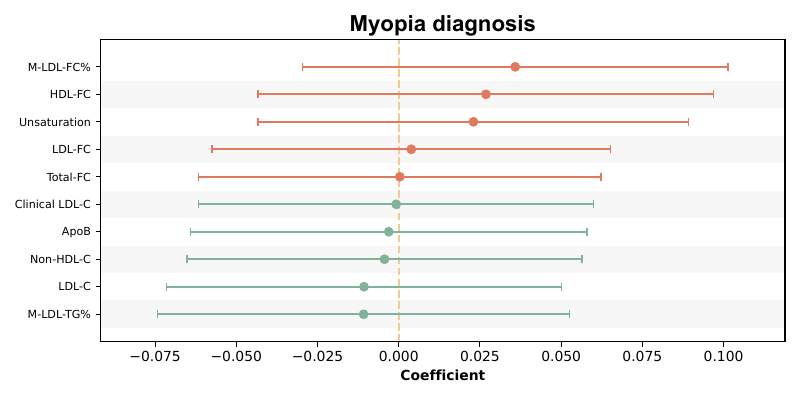 Myopia diagnosis
M-LDL-FC%
HDL-FC
Unsaturation
LDL-FC
Total-FC
Clinical LDL-C
ApoB
Non-HDL-C
LDL-C
M-LDL-TG%
−0.075 −0.050 −0.025 0.000 0.025 0.050 0.075 0.100
Coefficient